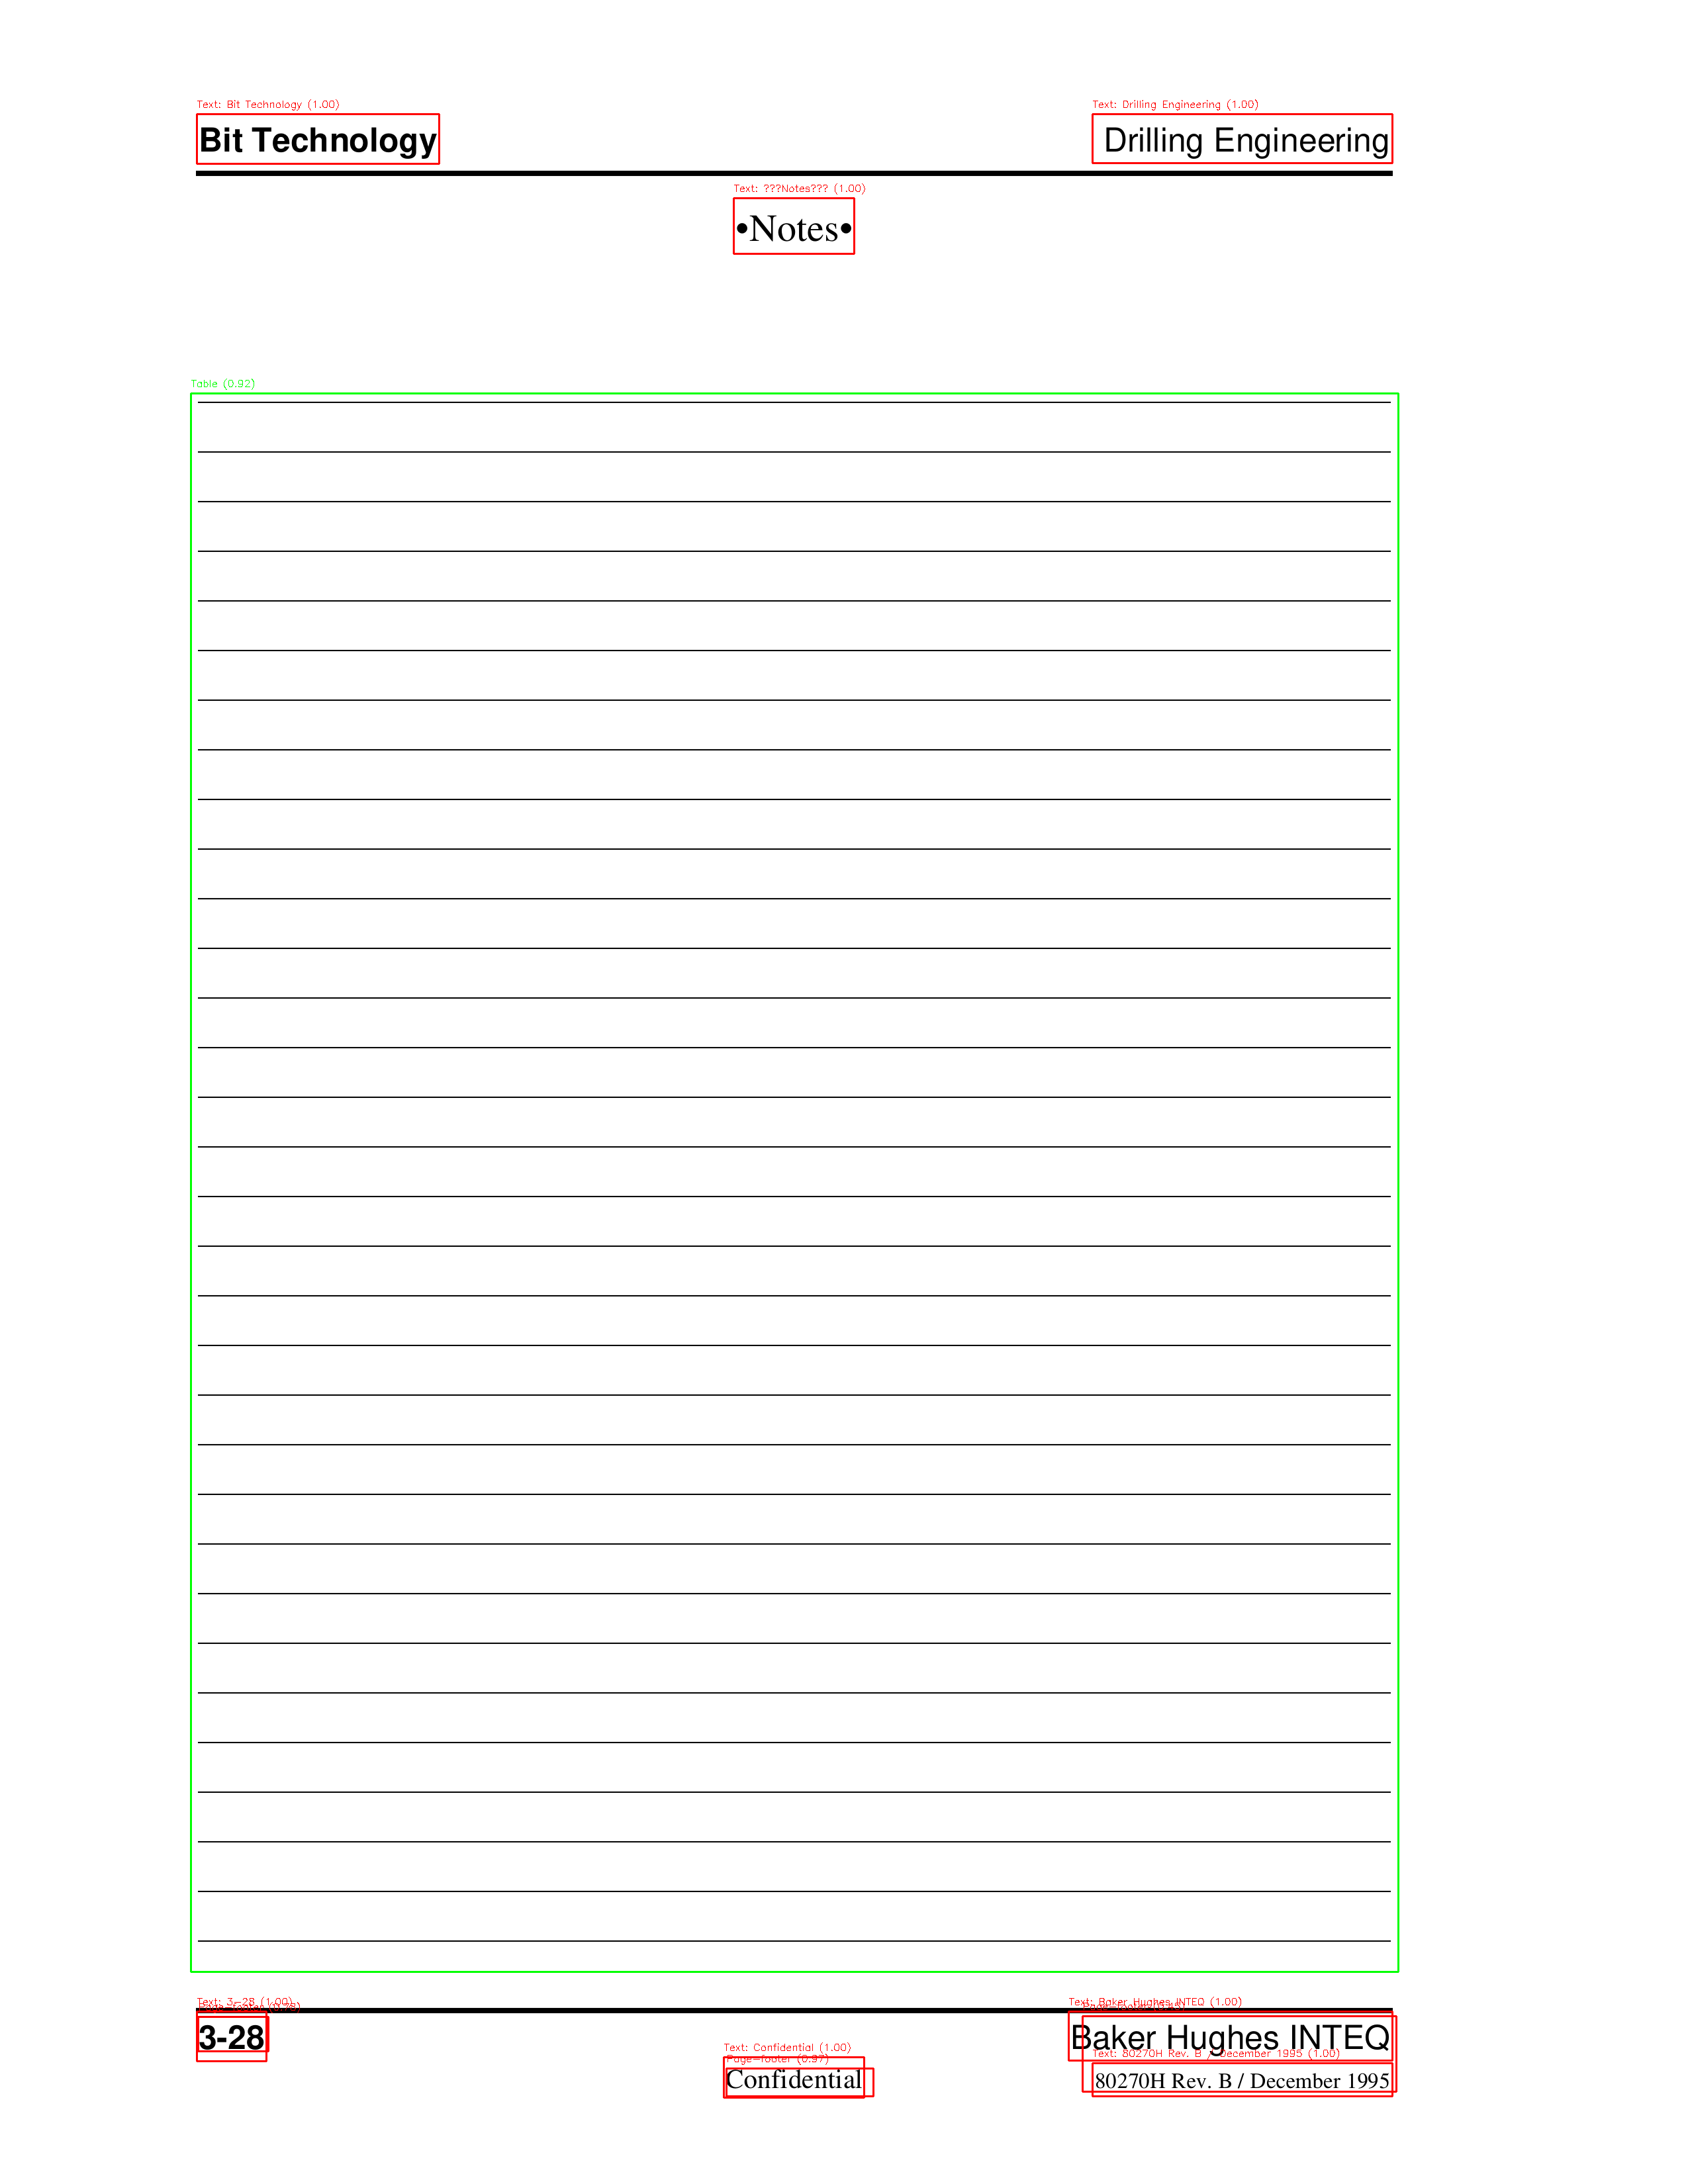 Text: Bit Technology (1.00)
Bit Technology
Text: Drilling Engineering (1.00)
Drilling Engineering
Text: ???Notes??? (1.00)
•Notes•
Table (0.92)
Text: 3-28 (1.00)
3-28
Text: Baker Hughes INTEQ (1.00)
Baker Hughes INTEQ
Text: Confidential (1.00)
Page-footer (0.97)
Confidential
Text: 80270H Rev. B / December 1995 (1.00)
80270H Rev. B / December 1995